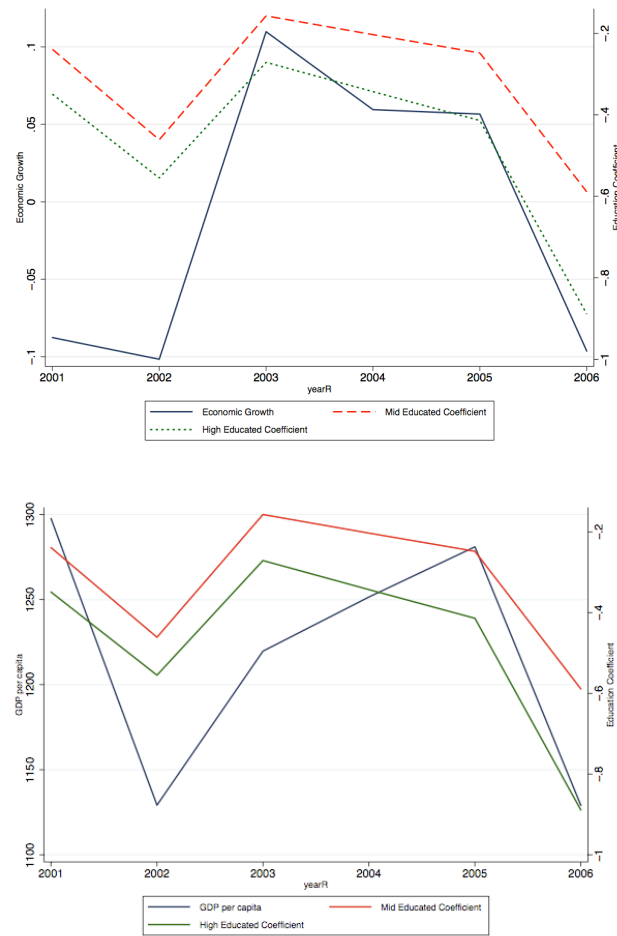 Economic Growth
.1
.05
0
-.05
-.1
Education Coefficient
-.2
-.4
-.6
-.8
-1
2001 2002 2003 2004 2005 2006
yearR
Economic Growth Mid Educated Coefficient
High Educated Coefficient
GDP per capita
1300
1250
1200
1150
1100
Education Coefficient
-.2
-.4
-.6
-.8
-1
2001 2002 2003 2004 2005 2006
yearR
GDP per capita Mid Educated Coefficient
High Educated Coefficient